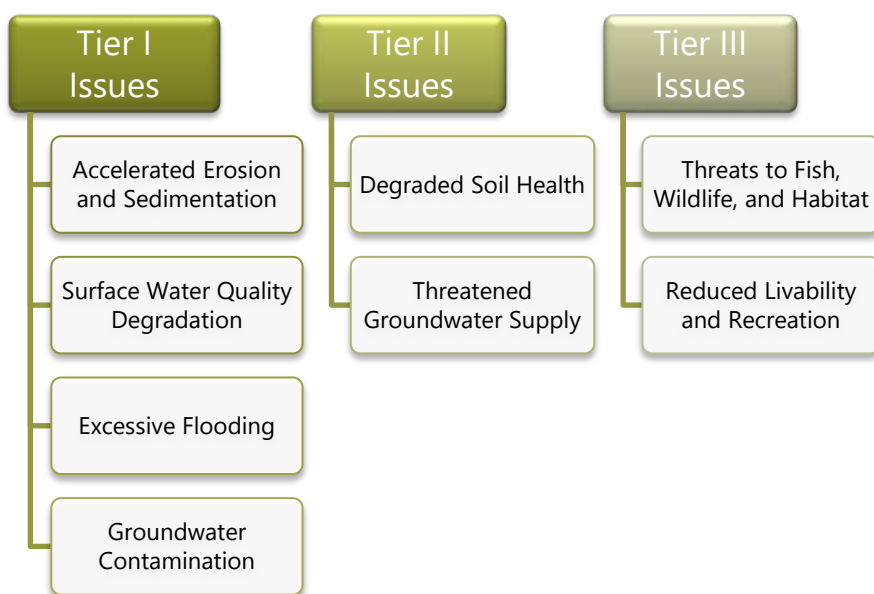 Tier I
Issues
Accelerated Erosion
and Sedimentation
Surface Water Quality
Degradation
Excessive Flooding
Groundwater
Contamination
Tier II
Issues
Degraded Soil Health
Threatened
Groundwater Supply
Tier III
Issues
Threats to Fish,
Wildlife, and Habitat
Reduced Livability
and Recreation